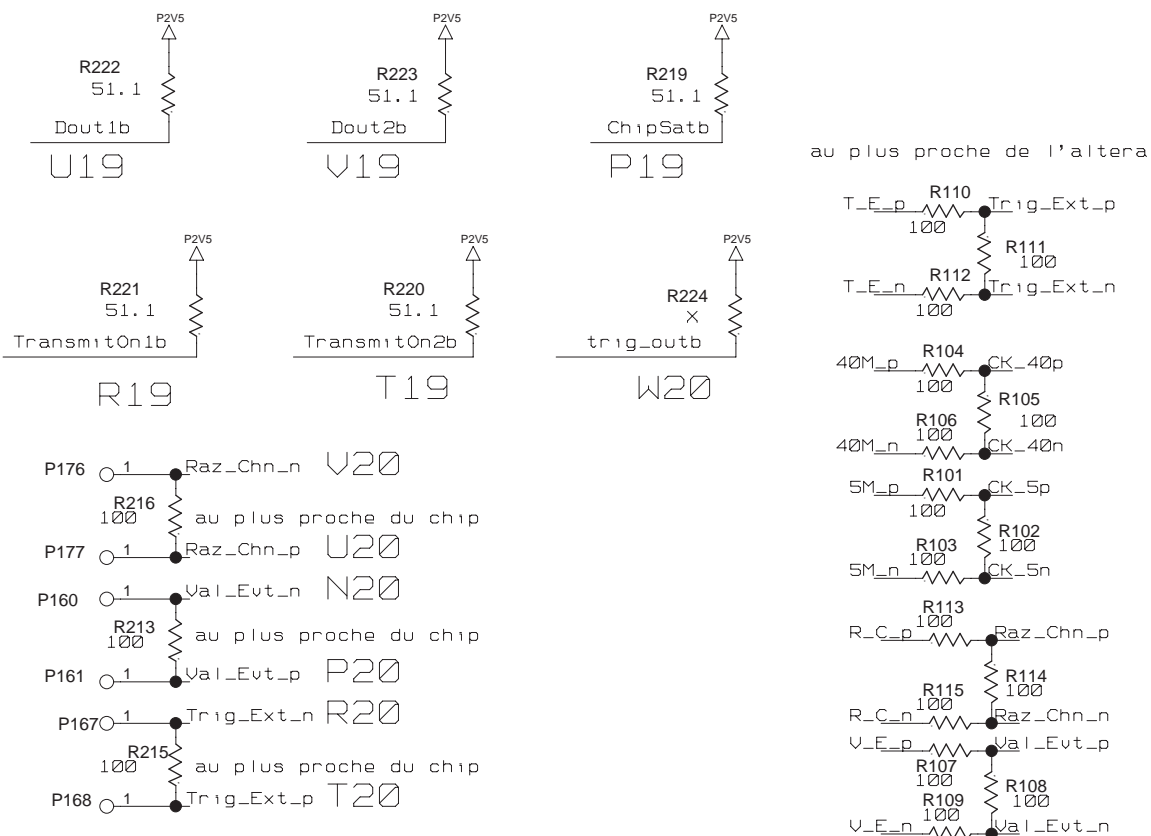 P2V5 P2V5 P2V5
R222 R223 R219
51.1 51.1 51.1
Dout1b Dout2b ChipSatb
U19 V19 P19
P2V5 P2V5 P2V5
R221 R220 R224
51.1 51.1 x
TransmitOn1b TransmitOn2b trig_outb
R19 T19 W20
P176 1 Raz_Chn_n V20
R216
100 au plus proche du chip
P177 1 Raz_Chn_p U20
P160 1 Val_Evt_n N20
R213
100 au plus proche du chip
P161 1 Val_Evt_p P20
P167 1 Trig_Ext_n R20
R215
100 au plus proche du chip
P168 1 Trig_Ext_p T20
au plus proche de l'altera
T_E_p R110 Trig_Ext_p
100
R111
100
T_E_n R112 Trig_Ext_n
100
40M_p R104 CK_40p
100
R105
100
R106
100
40M_n CK_40n
5M_p R101 CK_5p
100
R102
100
R103
100
5M_n CK_5n
R113
100
R_C_p Raz_Chn_p
R114
100
R115
100
R_C_n Raz_Chn_n
V_E_p Val_Evt_p
R107
100
R108
100
R109
100
V_E_n Val_Evt_n